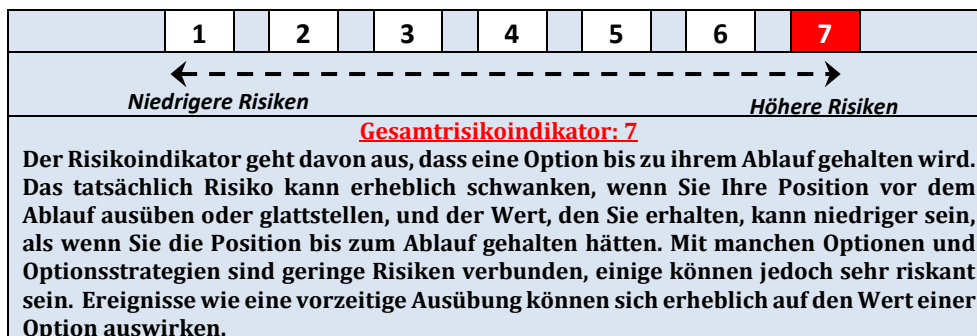 1 2 3 4 5 6 7
Niedrigere Risiken Höhere Risiken
Gesamtrisikoindikator: 7
Der Risikoindikator geht davon aus, dass eine Option bis zu ihrem Ablauf gehalten wird.
Das tatsächlich Risiko kann erheblich schwanken, wenn Sie Ihre Position vor dem
Ablauf ausüben oder glattstellen, und der Wert, den Sie erhalten, kann niedriger sein,
als wenn Sie die Position bis zum Ablauf gehalten hätten. Mit manchen Optionen und
Optionsstrategien sind geringe Risiken verbunden, einige können jedoch sehr riskant
sein. Ereignisse wie eine vorzeitige Ausübung können sich erheblich auf den Wert einer
Option auswirken.